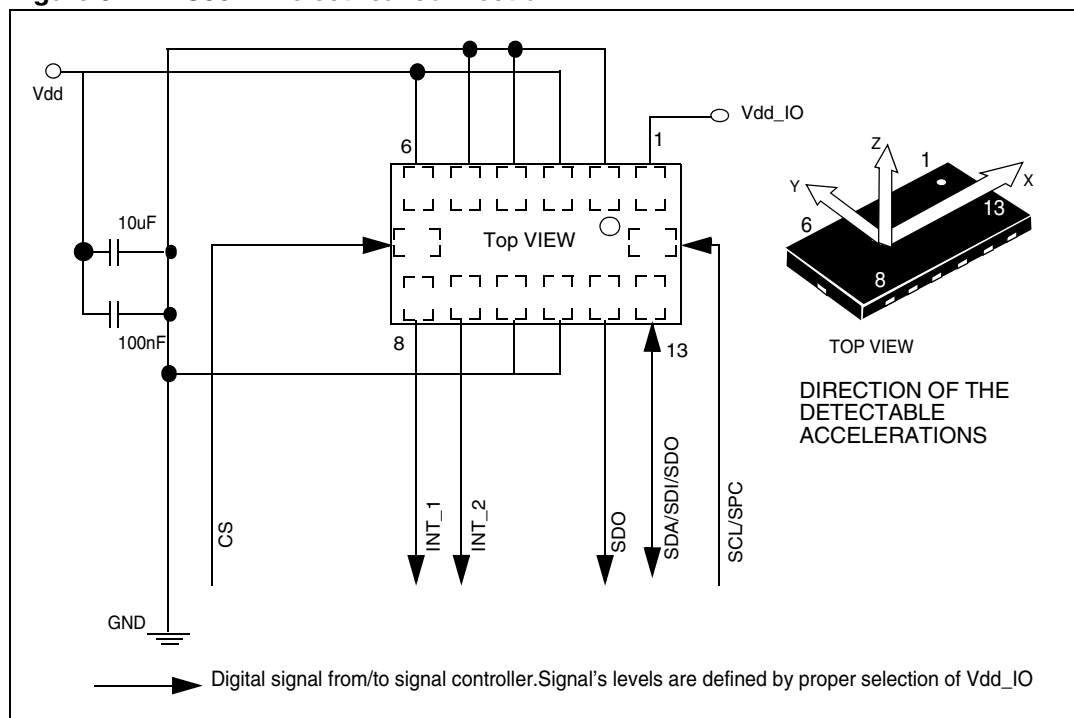 Vdd
Vdd_IO
6
1
10uF
Top VIEW
100nF
8
13
Z
Y
X
1
6
13
8
TOP VIEW
DIRECTION OF THE
DETECTABLE
ACCELERATIONS
CS
INT_1
INT_2
SDO
SDA/SDI/SDO
SCL/SPC
GND
Digital signal from/to signal controller.Signal's levels are defined by proper selection of Vdd_IO